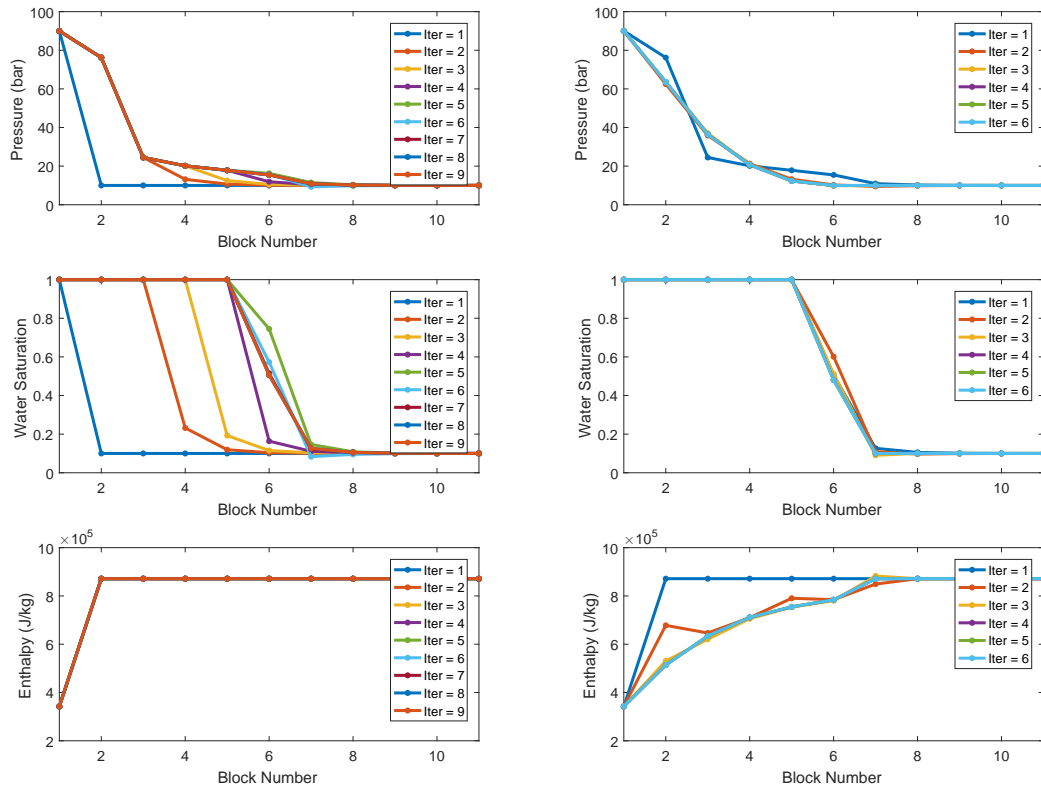 100
80
60
40
20
0
Pressure (bar)
2
4
6
8
10
Block Number
Iter = 1
Iter = 2
Iter = 3
Iter = 4
Iter = 5
Iter = 6
Iter = 7
Iter = 8
Iter = 9
100
80
60
40
20
0
Pressure (bar)
2
4
6
8
10
Block Number
Iter = 1
Iter = 2
Iter = 3
Iter = 4
Iter = 5
Iter = 6
1
0.8
0.6
0.4
0.2
0
Water Saturation
2
4
6
8
10
Block Number
Iter = 1
Iter = 2
Iter = 3
Iter = 4
Iter = 5
Iter = 6
Iter = 7
Iter = 8
Iter = 9
1
0.8
0.6
0.4
0.2
0
Water Saturation
2
4
6
8
10
Block Number
Iter = 1
Iter = 2
Iter = 3
Iter = 4
Iter = 5
Iter = 6
× 10⁵
10
8
6
4
2
Enthalpy (J/kg)
2
4
6
8
10
Block Number
Iter = 1
Iter = 2
Iter = 3
Iter = 4
Iter = 5
Iter = 6
Iter = 7
Iter = 8
Iter = 9
× 10⁵
10
8
6
4
2
Enthalpy (J/kg)
2
4
6
8
10
Block Number
Iter = 1
Iter = 2
Iter = 3
Iter = 4
Iter = 5
Iter = 6